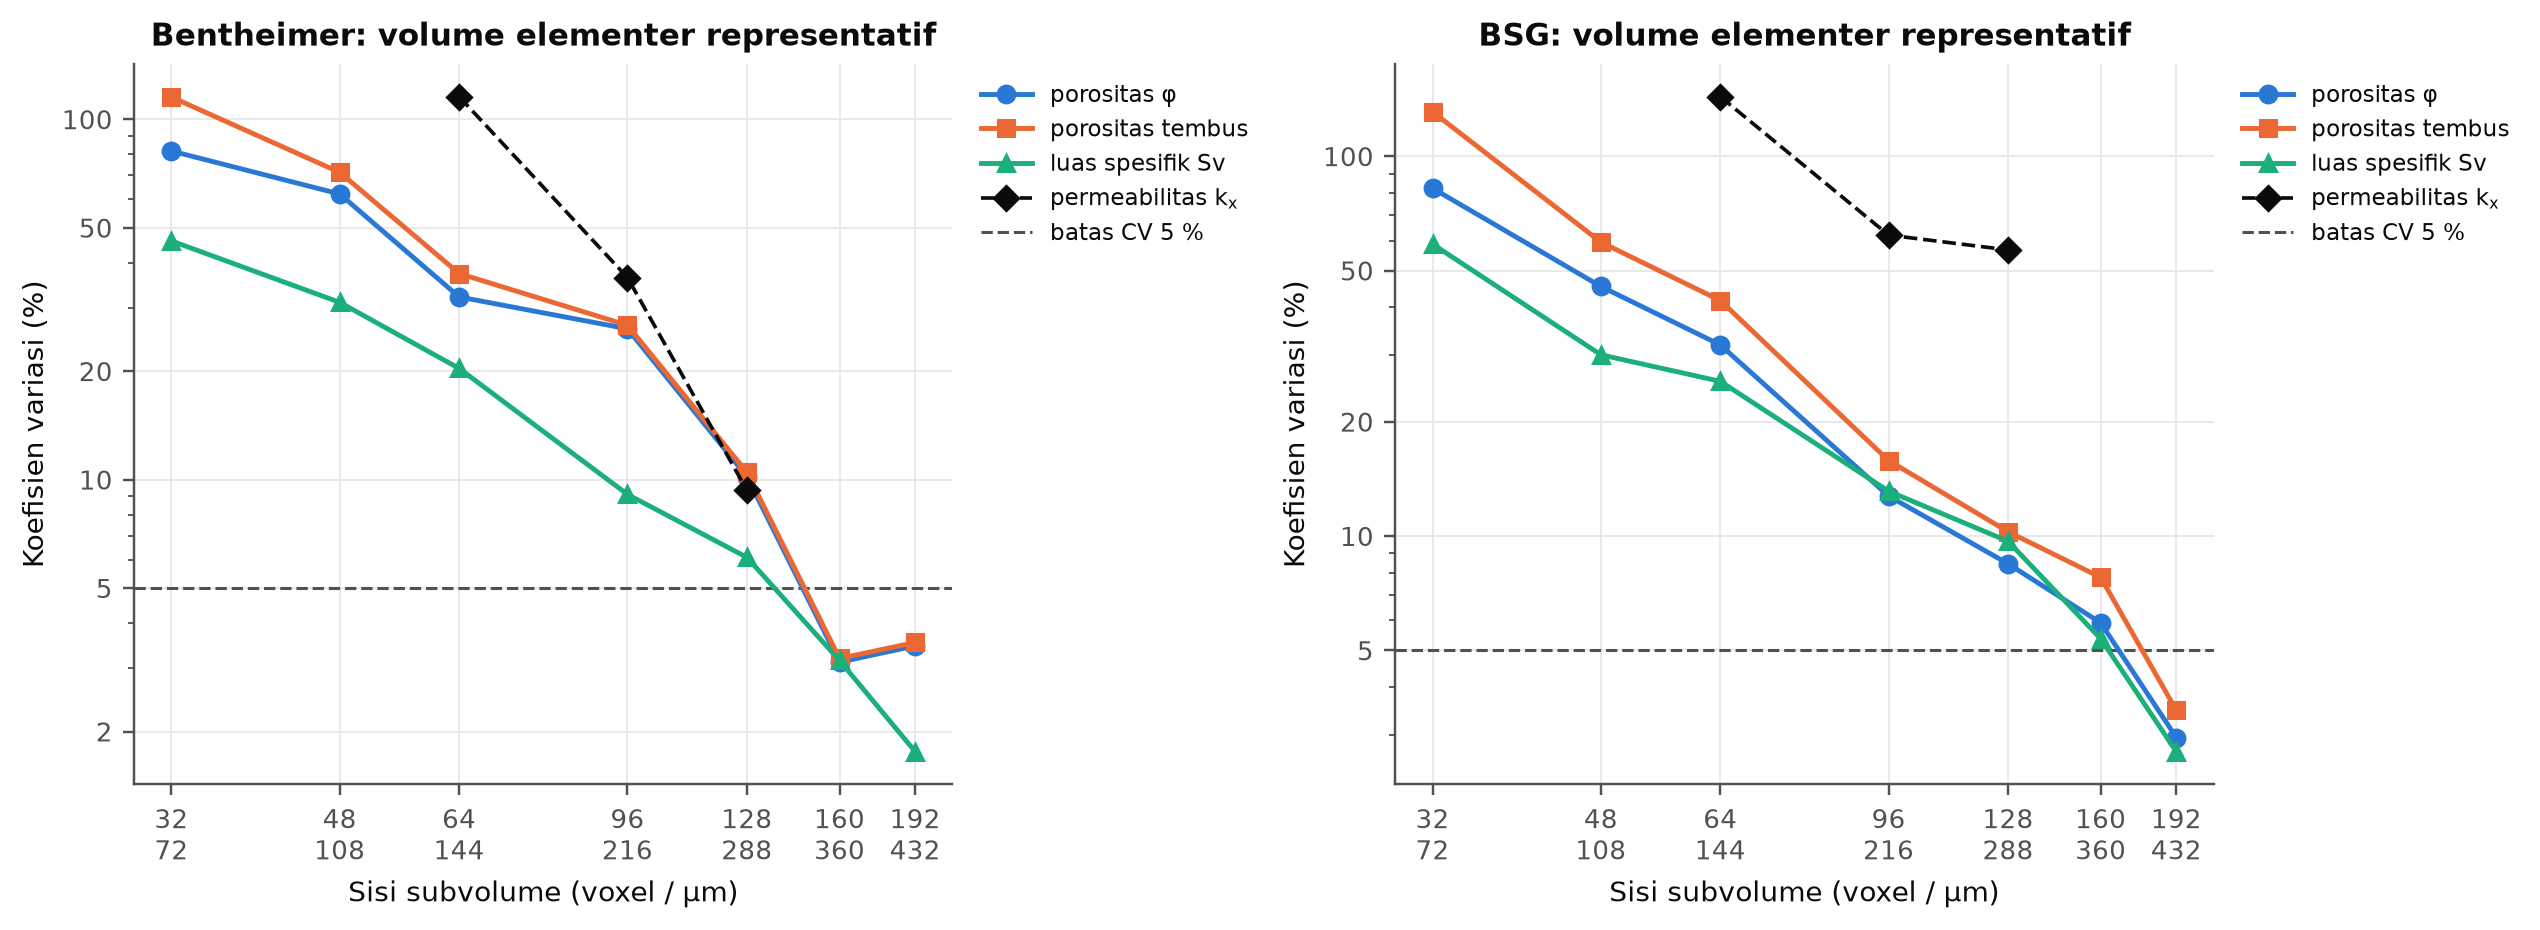 Bentheimer: volume elementer representatif
Koefisien variasi (%)
100
50
20
10
5
2
32 48 64 96 128 160 192
72 108 144 216 288 360 432
Sisi subvolume (voxel / µm)
porositas φ
porositas tembus
luas spesifik Sv
permeabilitas kₓ
batas CV 5 %
BSG: volume elementer representatif
Koefisien variasi (%)
100
50
20
10
5
32 48 64 96 128 160 192
72 108 144 216 288 360 432
Sisi subvolume (voxel / µm)
porositas φ
porositas tembus
luas spesifik Sv
permeabilitas kₓ
batas CV 5 %